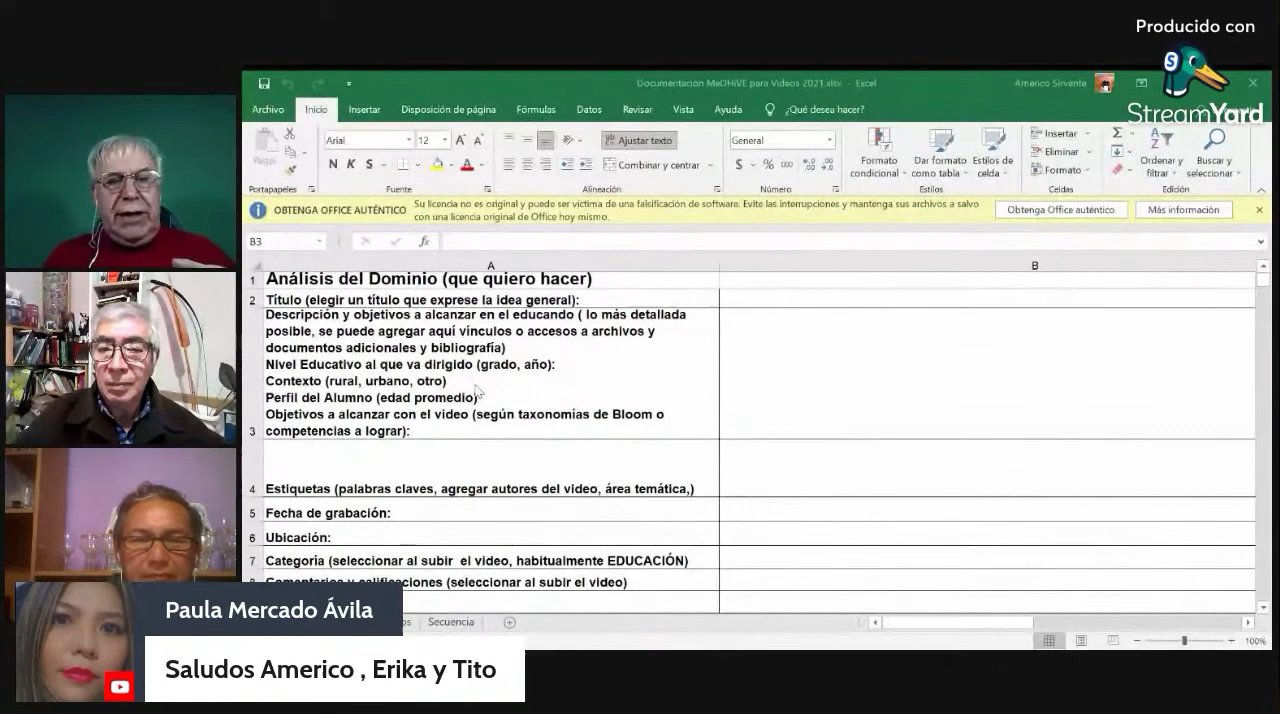 Producido con
StreamYard
Documentación MeDHiVE para Videos 2021.xlsx - Excel
Americo Sirvente
Archivo Inicio Insertar Disposición de página Fórmulas Datos Revisar Vista Ayuda ¿Qué desea hacer?
Pegar
Arial 12
N K S
Ajustar texto
Combinar y centrar
General
$ % 000
Formato condicional
Dar formato como tabla
Estilos de celda
Insertar
Eliminar
Formato
Ordenar y filtrar
Buscar y seleccionar
Portapapeles Fuente Alineación Número Estilos Celdas Edición
OBTENGA OFFICE AUTÉNTICO
Su licencia no es original y puede ser víctima de una falsificación de software. Evite las interrupciones y mantenga sus archivos a salvo
con una licencia original de Office hoy mismo.
Obtenga Office auténtico
Más información
B3
fx
A B
1 Análisis del Dominio (que quiero hacer)
2 Título (elegir un título que exprese la idea general):
Descripción y objetivos a alcanzar en el educando ( lo más detallada
posible, se puede agregar aquí vínculos o accesos a archivos y
documentos adicionales y bibliografía)
Nivel Educativo al que va dirigido (grado, año):
Contexto (rural, urbano, otro)
Perfil del Alumno (edad promedio)
Objetivos a alcanzar con el video (según taxonomías de Bloom o
3 competencias a lograr):
4 Estiquetas (palabras claves, agregar autores del video, área temática,)
5 Fecha de grabación:
6 Ubicación:
7 Categoría (seleccionar al subir el video, habitualmente EDUCACIÓN)
8 Comentarios y calificaciones (seleccionar al subir el video)
Secuencia
100%
Paula Mercado Ávila
Saludos Americo , Erika y Tito